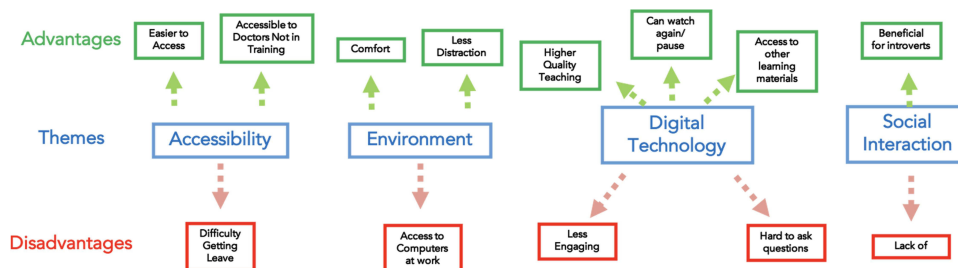 Advantages
Easier to
Access
Accessible to
Doctors Not in
Training
Comfort
Less
Distraction
Higher
Quality
Teaching
Can watch
again/
pause
Access to
other
learning
materials
Beneficial
for introverts
Themes
Accessibility
Environment
Digital
Technology
Social
Interaction
Disadvantages
Difficulty
Getting
Leave
Access to
Computers
at work
Less
Engaging
Hard to ask
questions
Lack of